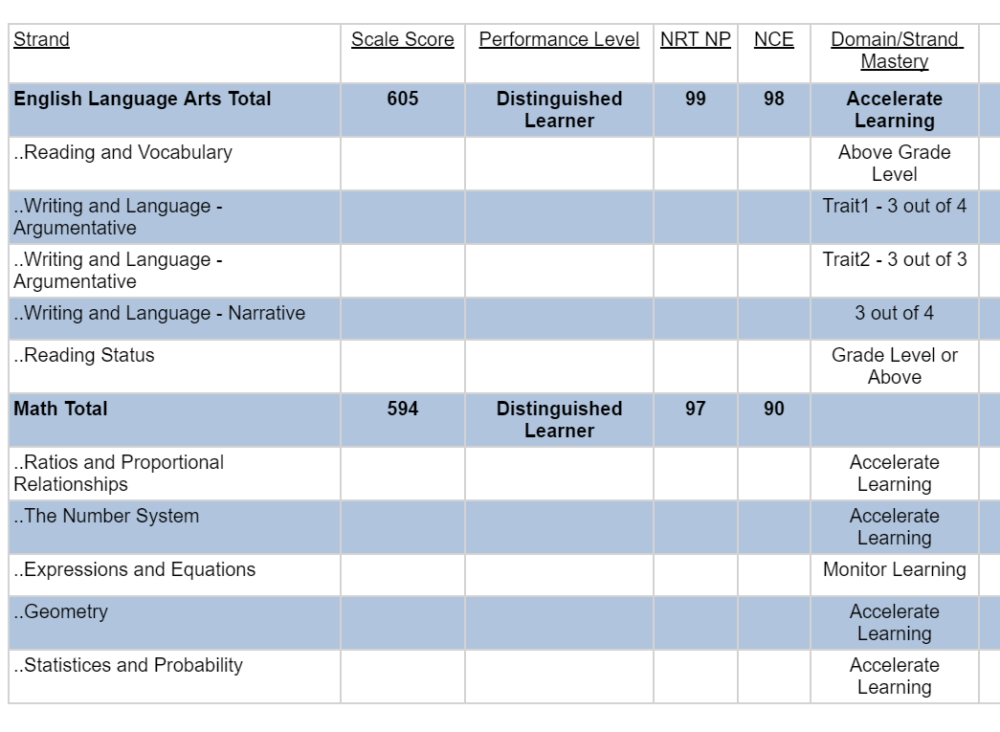 Strand Scale Score Performance Level NRT NP NCE Domain/Strand
Mastery
English Language Arts Total 605 Distinguished 99 98 Accelerate
Learner Learning
..Reading and Vocabulary Above Grade
Level
..Writing and Language - Trait1 - 3 out of 4
Argumentative
..Writing and Language - Trait2 - 3 out of 3
Argumentative
..Writing and Language - Narrative 3 out of 4
..Reading Status Grade Level or
Above
Math Total 594 Distinguished 97 90
Learner
..Ratios and Proportional Accelerate
Relationships Learning
..The Number System Accelerate
Learning
..Expressions and Equations Monitor Learning
..Geometry Accelerate
Learning
..Statistices and Probability Accelerate
Learning